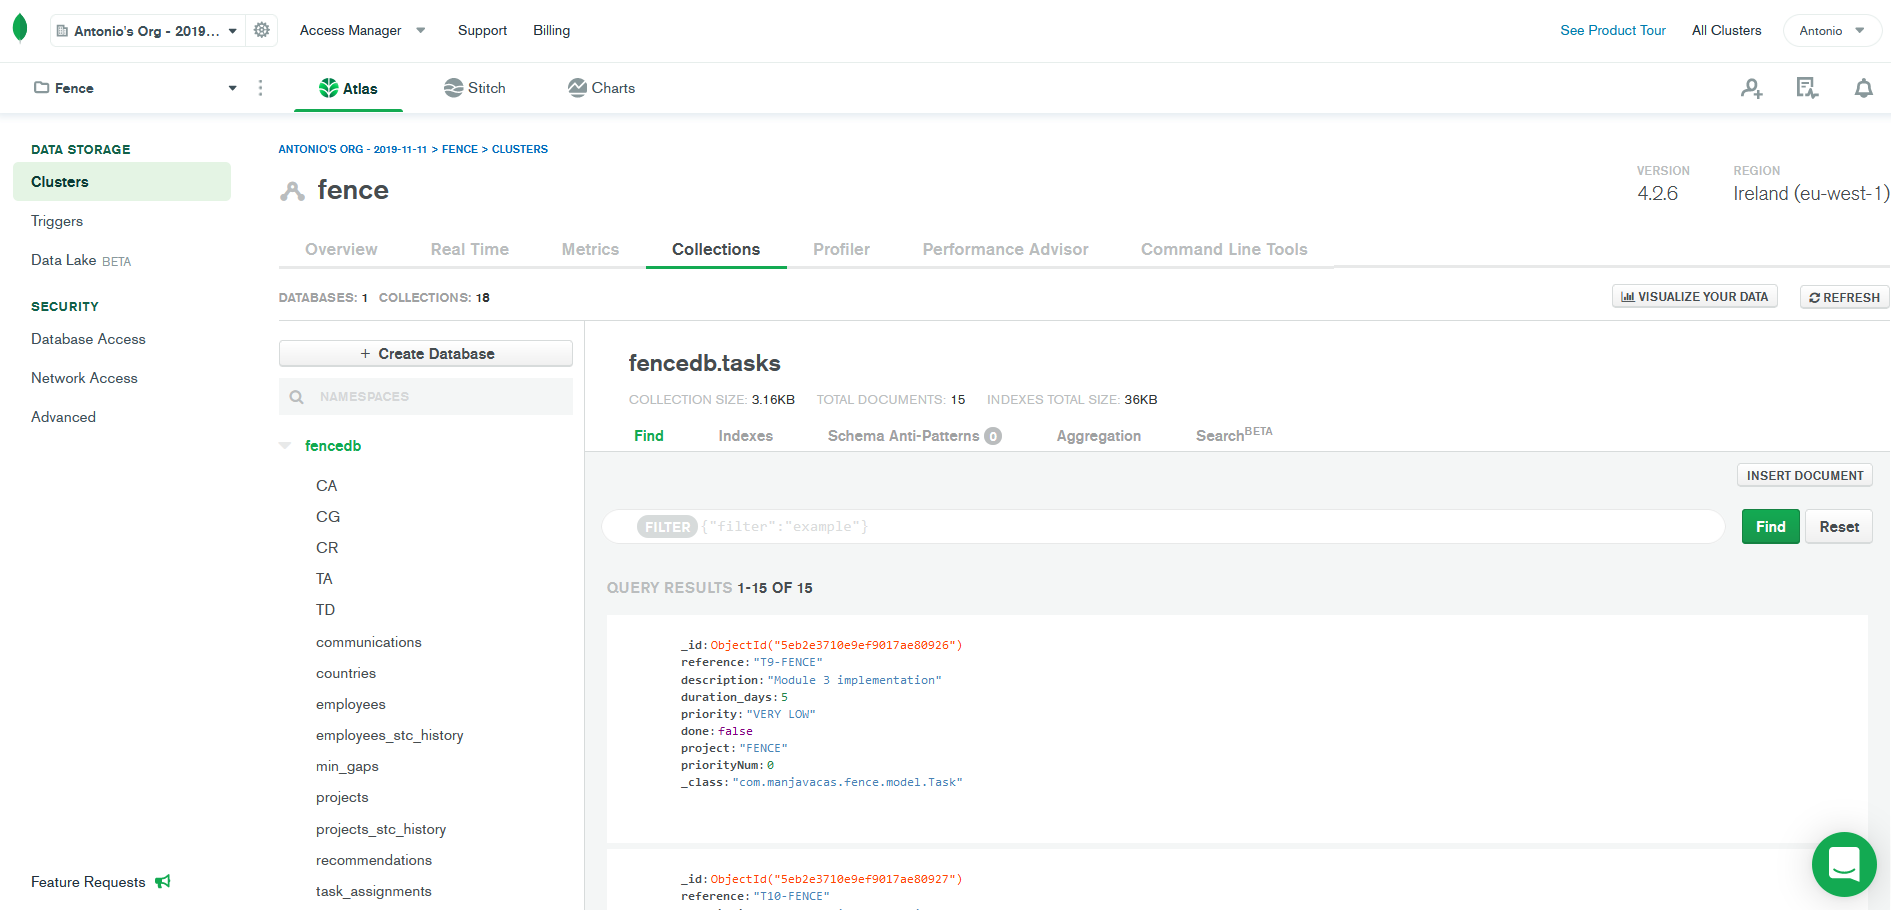 Antonio's Org - 2019...
Access Manager
Support
Billing
See Product Tour
All Clusters
Antonio
Fence
Atlas
Stitch
Charts
DATA STORAGE
Clusters
Triggers
Data Lake BETA
SECURITY
Database Access
Network Access
Advanced
Feature Requests
ANTONIO'S ORG - 2019-11-11 > FENCE > CLUSTERS
fence
VERSION
4.2.6
REGION
Ireland (eu-west-1)
Overview
Real Time
Metrics
Collections
Profiler
Performance Advisor
Command Line Tools
DATABASES: 1 COLLECTIONS: 18
VISUALIZE YOUR DATA
REFRESH
+ Create Database
NAMESPACES
fencedb
CA
CG
CR
TA
TD
communications
countries
employees
employees_stc_history
min_gaps
projects
projects_stc_history
recommendations
task_assignments
fencedb.tasks
COLLECTION SIZE: 3.16KB TOTAL DOCUMENTS: 15 INDEXES TOTAL SIZE: 36KB
Find
Indexes
Schema Anti-Patterns 0
Aggregation
Search BETA
INSERT DOCUMENT
FILTER {"filter":"example"}
Find
Reset
QUERY RESULTS 1-15 OF 15
_id:ObjectId("5eb2e3710e9ef9017ae80926")
reference:"T9-FENCE"
description:"Module 3 implementation"
duration_days:5
priority:"VERY LOW"
done:false
project:"FENCE"
priorityNum:0
_class:"com.manjavacas.fence.model.Task"
_id:ObjectId("5eb2e3710e9ef9017ae80927")
reference:"T10-FENCE"